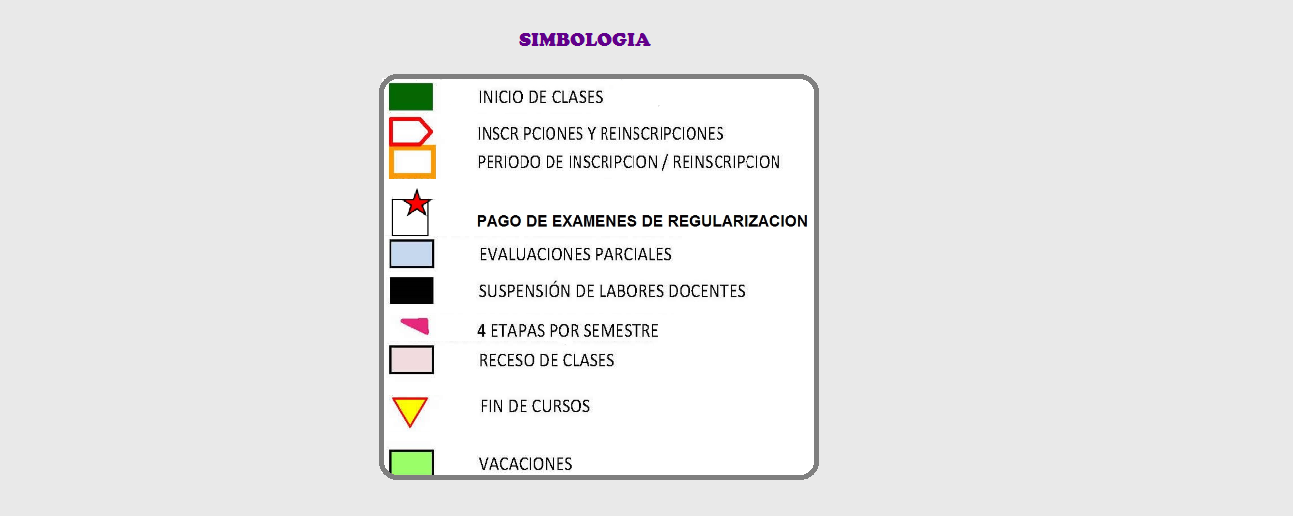 SIMBOLOGIA
INICIO DE CLASES
INSCR PCIONES Y REINSCRIPCIONES
PERIODO DE INSCRIPCION / REINSCRIPCION
PAGO DE EXAMENES DE REGULARIZACION
EVALUACIONES PARCIALES
SUSPENSIÓN DE LABORES DOCENTES
4 ETAPAS POR SEMESTRE
RECESO DE CLASES
FIN DE CURSOS
VACACIONES